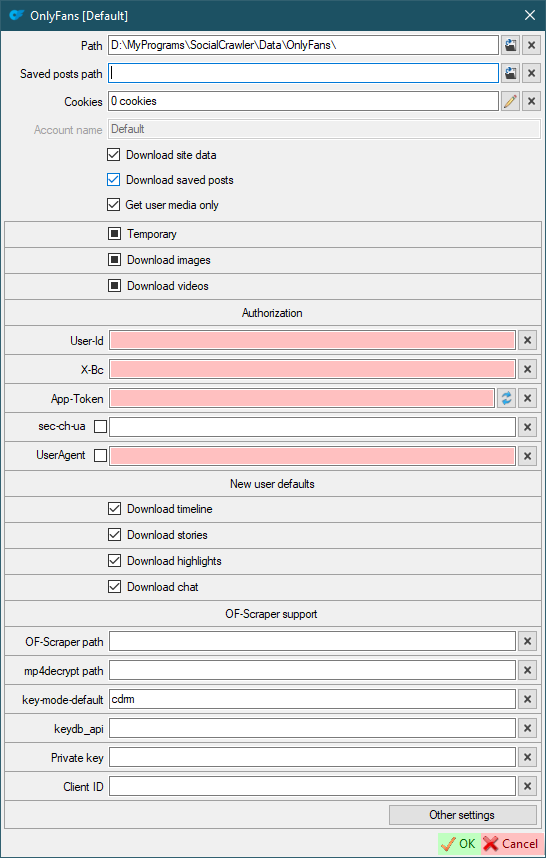 OnlyFans [Default]
Path D:\MyPrograms\SocialCrawler\Data\OnlyFans\
Saved posts path
Cookies 0 cookies
Account name Default
Download site data
Download saved posts
Get user media only
Temporary
Download images
Download videos
Authorization
User-Id
X-Bc
App-Token
sec-ch-ua
UserAgent
New user defaults
Download timeline
Download stories
Download highlights
Download chat
OF-Scraper support
OF-Scraper path
mp4decrypt path
key-mode-default cdrm
keydb_api
Private key
Client ID
Other settings
OK Cancel